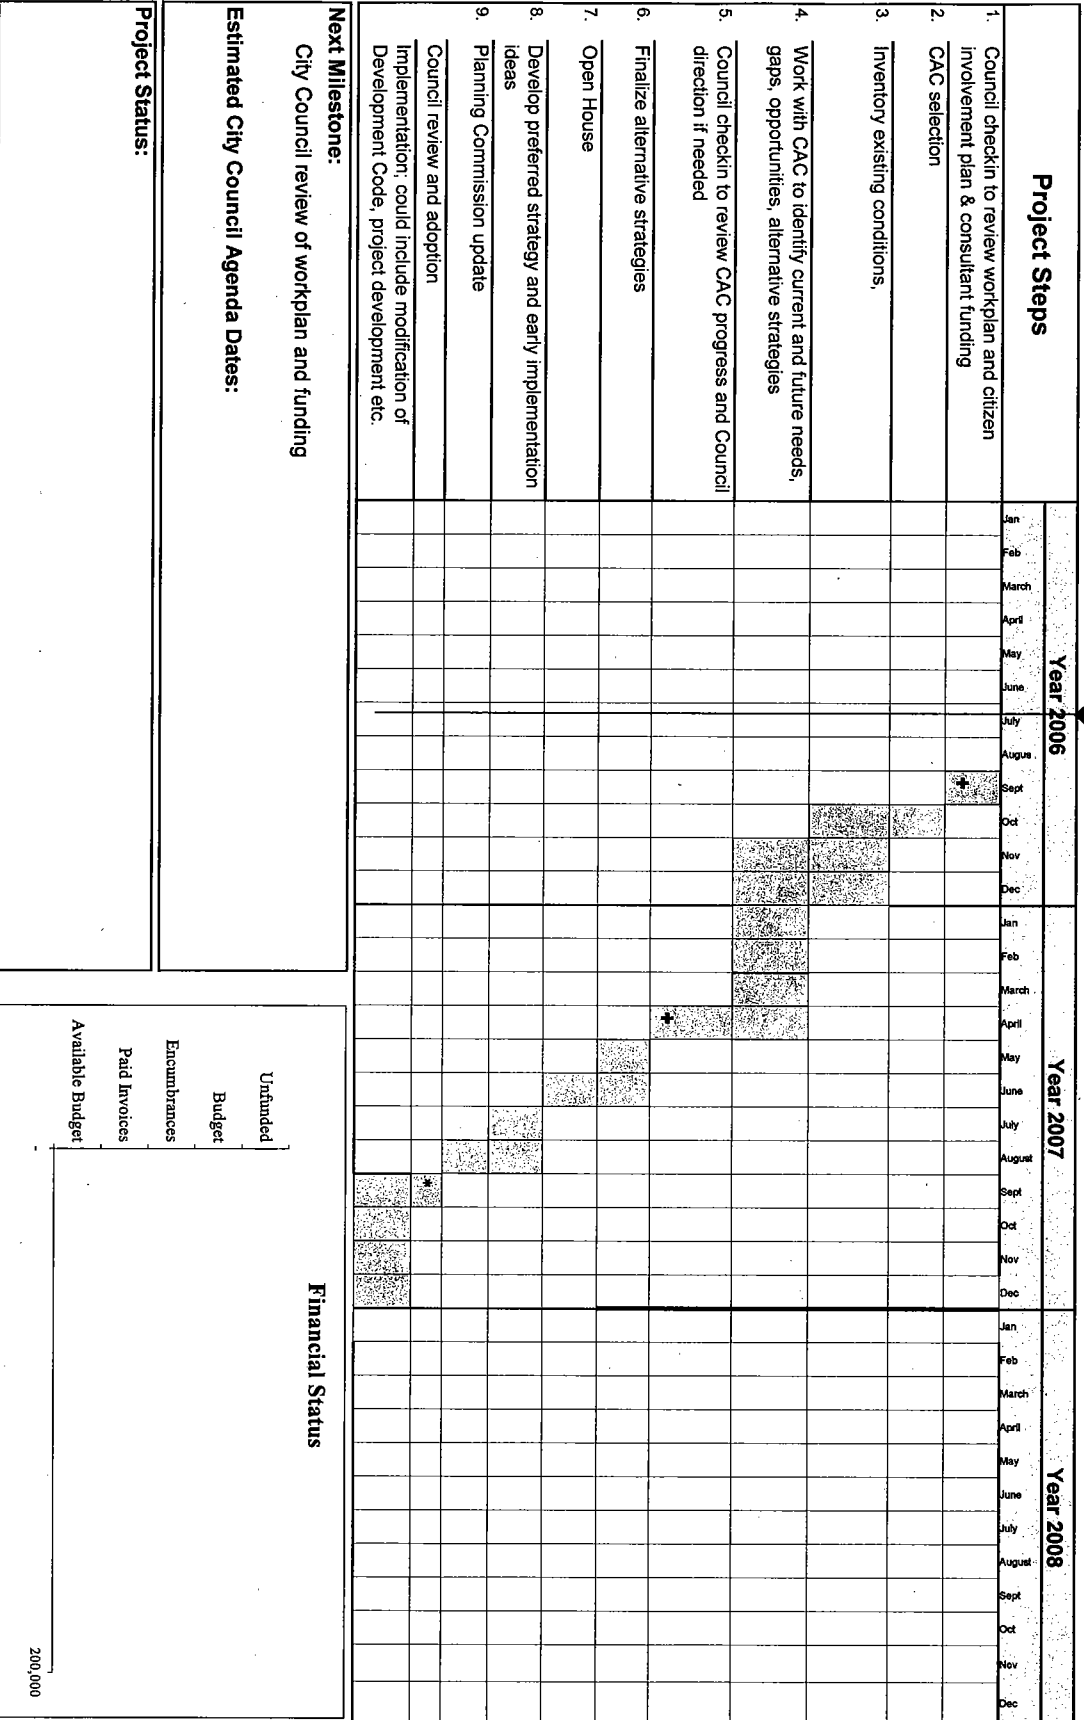 Project Steps
Year 2006
Year 2007
Year 2008
Jan Feb March April May June July Augus Sept Oct Nov Dec Jan Feb March April May June July August Sept Oct Nov Dec Jan Feb March April May June July August Sept Oct Nov Dec
1. Council checkin to review workplan and citizen
involvement plan & consultant funding
+
2. CAC selection
3. Inventory existing conditions,
4. Work with CAC to identify current and future needs,
gaps, opportunities, alternative strategies
5. Council checkin to review CAC progress and Council
direction if needed
+
6. Finalize alternative strategies
7. Open House
8. Develop preferred strategy and early implementation
ideas
9. Planning Commission update
Council review and adoption
*
Implementation; could include modification of
Development Code, project development etc.
Next Milestone:
City Council review of workplan and funding
Estimated City Council Agenda Dates:
Project Status:
Financial Status
Unfunded
Budget
Encumbrances
Paid Invoices
Available Budget
-
200,000